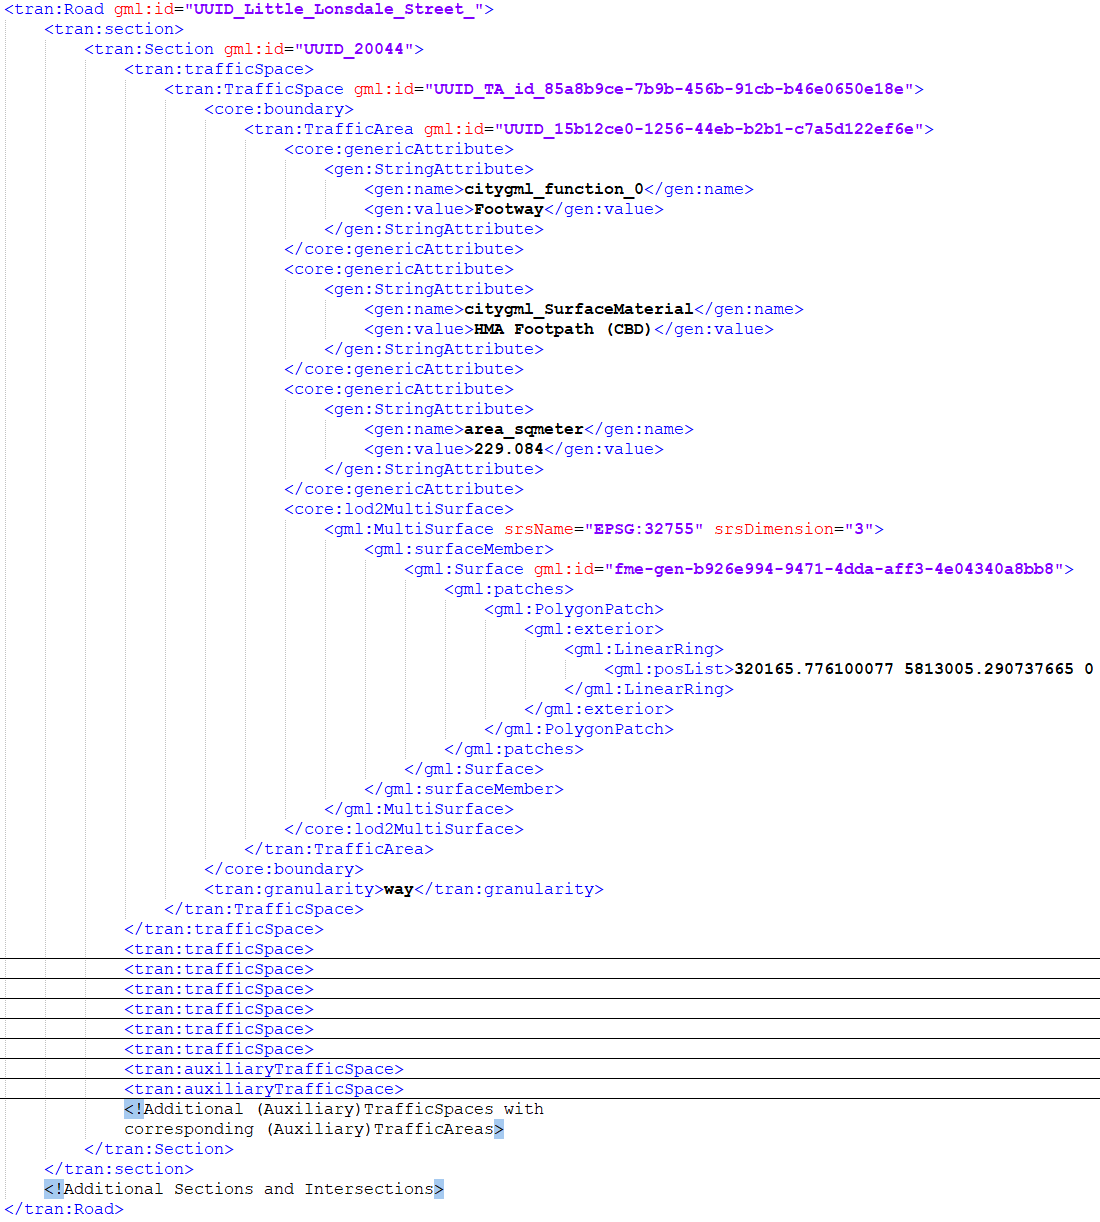 <tran:Road gml:id="UUID_Little_Lonsdale_Street_">
<tran:section>
<tran:Section gml:id="UUID_20044">
<tran:trafficSpace>
<tran:TrafficSpace gml:id="UUID_TA_id_85a8b9ce-7b9b-456b-91cb-b46e0650e18e">
<core:boundary>
<tran:TrafficArea gml:id="UUID_15b12ce0-1256-44eb-b2b1-c7a5d122ef6e">
<core:genericAttribute>
<gen:StringAttribute>
<gen:name>citygml_function_0</gen:name>
<gen:value>Footway</gen:value>
</gen:StringAttribute>
</core:genericAttribute>
<core:genericAttribute>
<gen:StringAttribute>
<gen:name>citygml_SurfaceMaterial</gen:name>
<gen:value>HMA Footpath (CBD)</gen:value>
</gen:StringAttribute>
</core:genericAttribute>
<core:genericAttribute>
<gen:StringAttribute>
<gen:name>area_sqmeter</gen:name>
<gen:value>229.084</gen:value>
</gen:StringAttribute>
</core:genericAttribute>
<core:lod2MultiSurface>
<gml:MultiSurface srsName="EPSG:32755" srsDimension="3">
<gml:surfaceMember>
<gml:Surface gml:id="fme-gen-b926e994-9471-4dda-aff3-4e04340a8bb8">
<gml:patches>
<gml:PolygonPatch>
<gml:exterior>
<gml:LinearRing>
<gml:posList>320165.776100077 5813005.290737665 0
</gml:LinearRing>
</gml:exterior>
</gml:PolygonPatch>
</gml:patches>
</gml:Surface>
</gml:surfaceMember>
</gml:MultiSurface>
</core:lod2MultiSurface>
</tran:TrafficArea>
</core:boundary>
<tran:granularity>way</tran:granularity>
</tran:TrafficSpace>
</tran:trafficSpace>
<tran:trafficSpace>
<tran:trafficSpace>
<tran:trafficSpace>
<tran:trafficSpace>
<tran:trafficSpace>
<tran:trafficSpace>
<tran:auxiliaryTrafficSpace>
<tran:auxiliaryTrafficSpace>
<!Additional (Auxiliary)TrafficSpaces with
corresponding (Auxiliary)TrafficAreas>
</tran:Section>
</tran:section>
<!Additional Sections and Intersections>
</tran:Road>